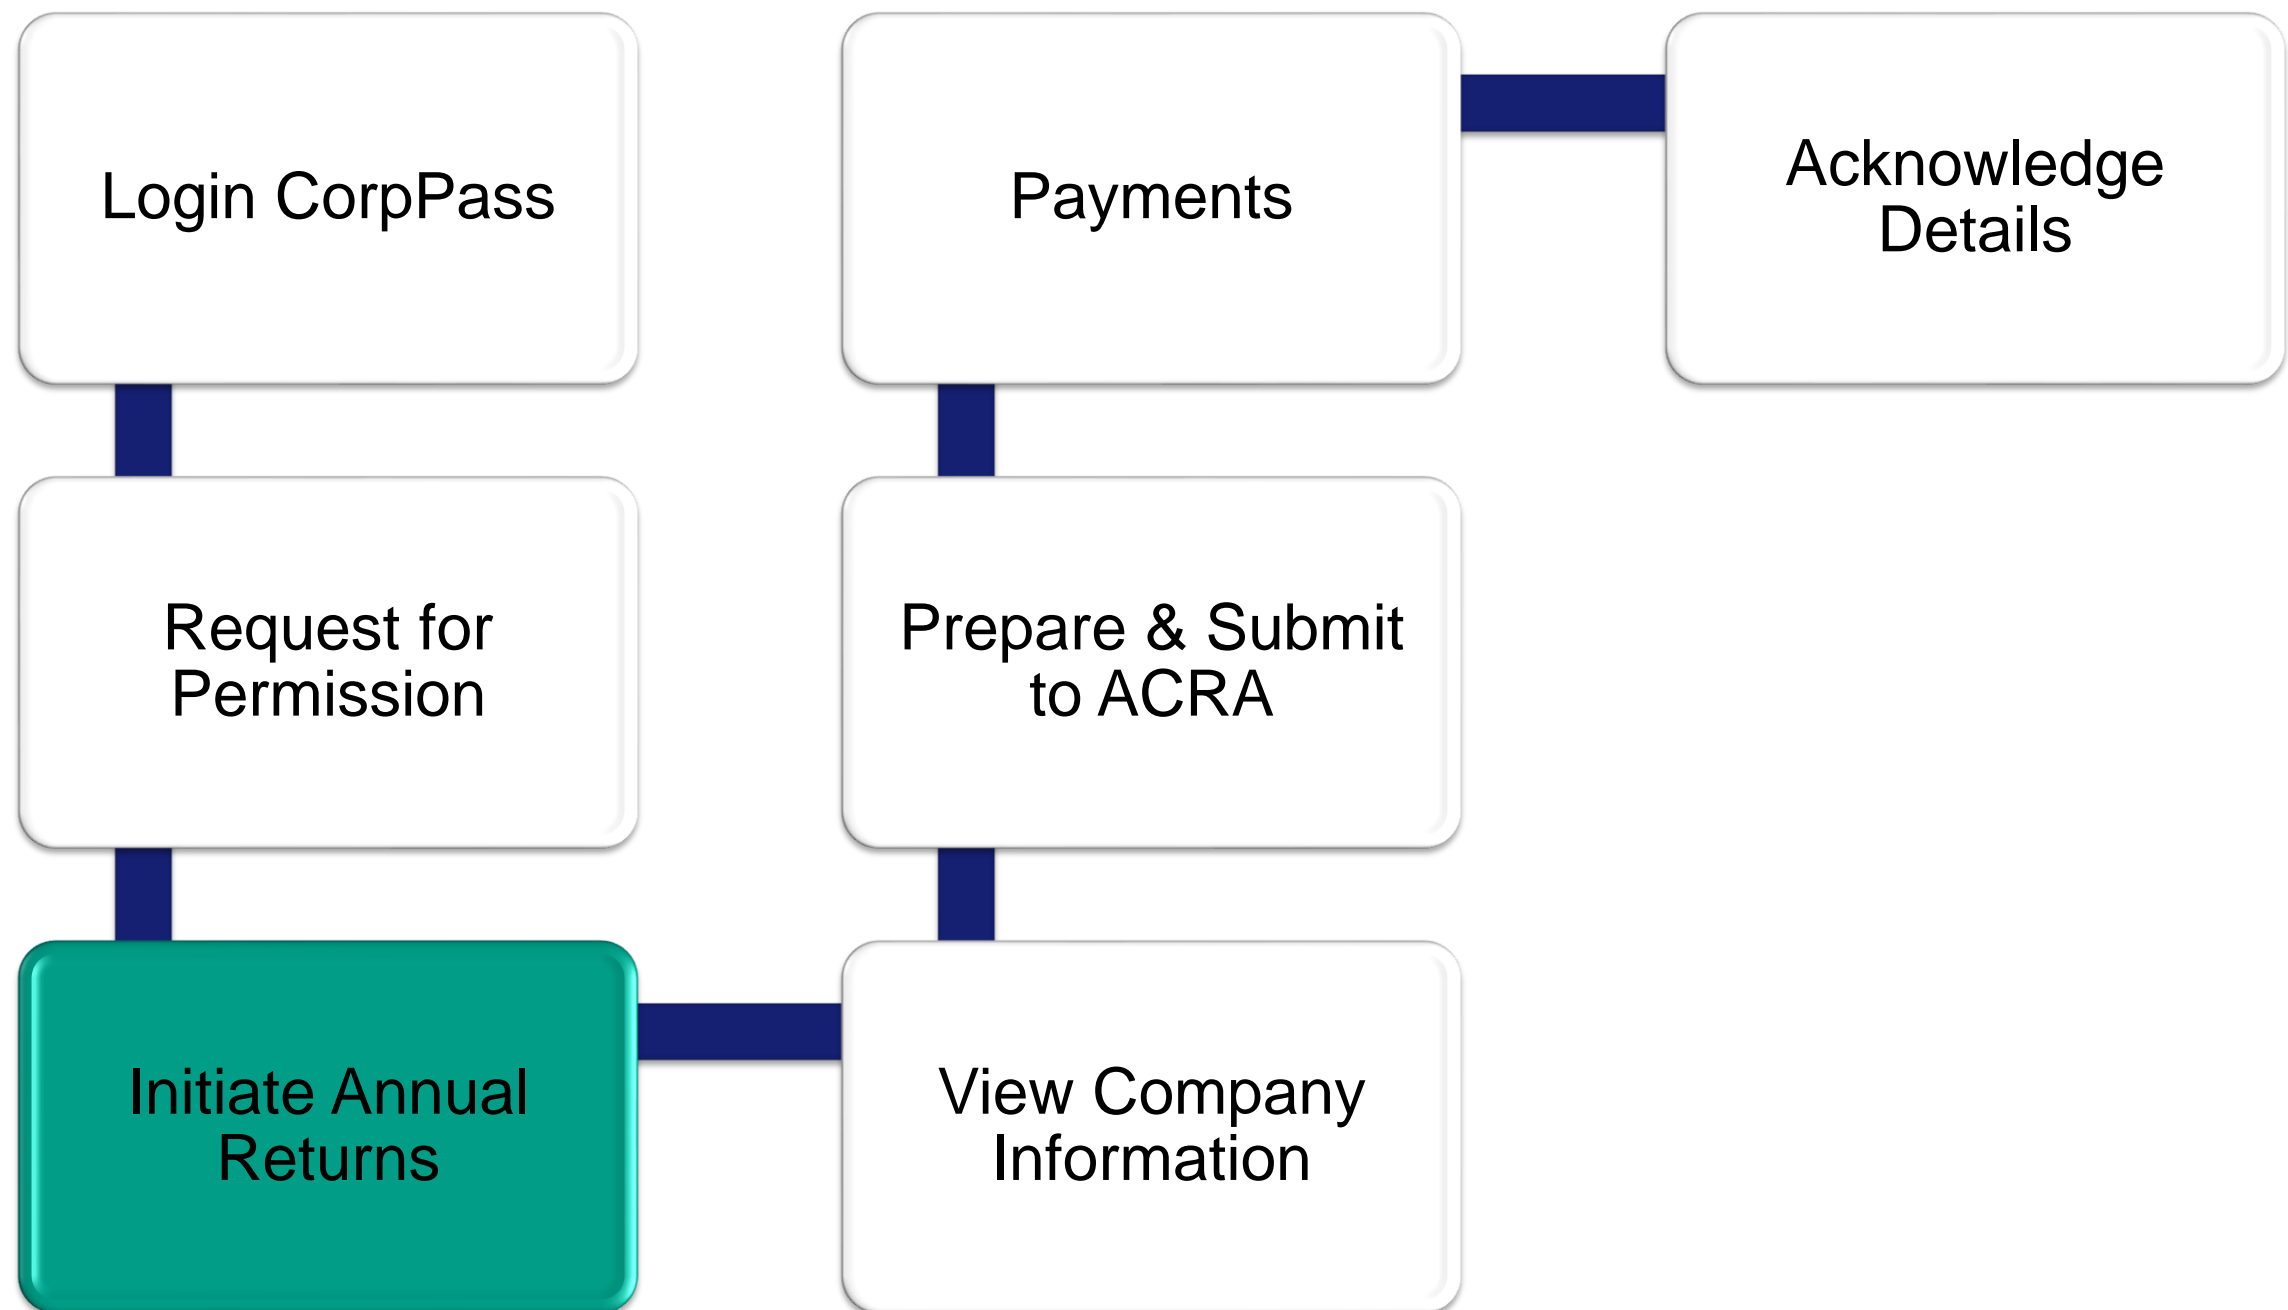 Login CorpPass
Request for
Permission
Initiate Annual
Returns
View Company
Information
Prepare & Submit
to ACRA
Payments
Acknowledge
Details